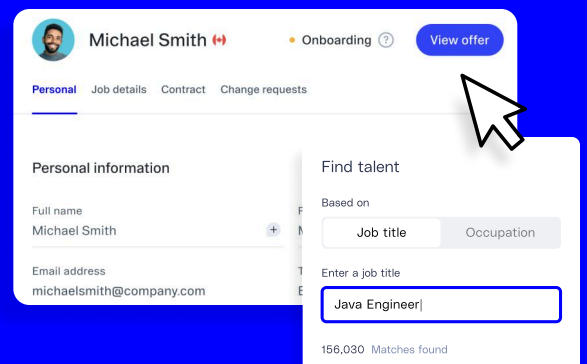 Michael Smith
Onboarding ?
View offer
Personal Job details Contract Change requests
Personal information
Full name
Michael Smith
Email address
michaelsmith@company.com
Find talent
Based on
Job title Occupation
Enter a job title
Java Engineer
156,030 Matches found